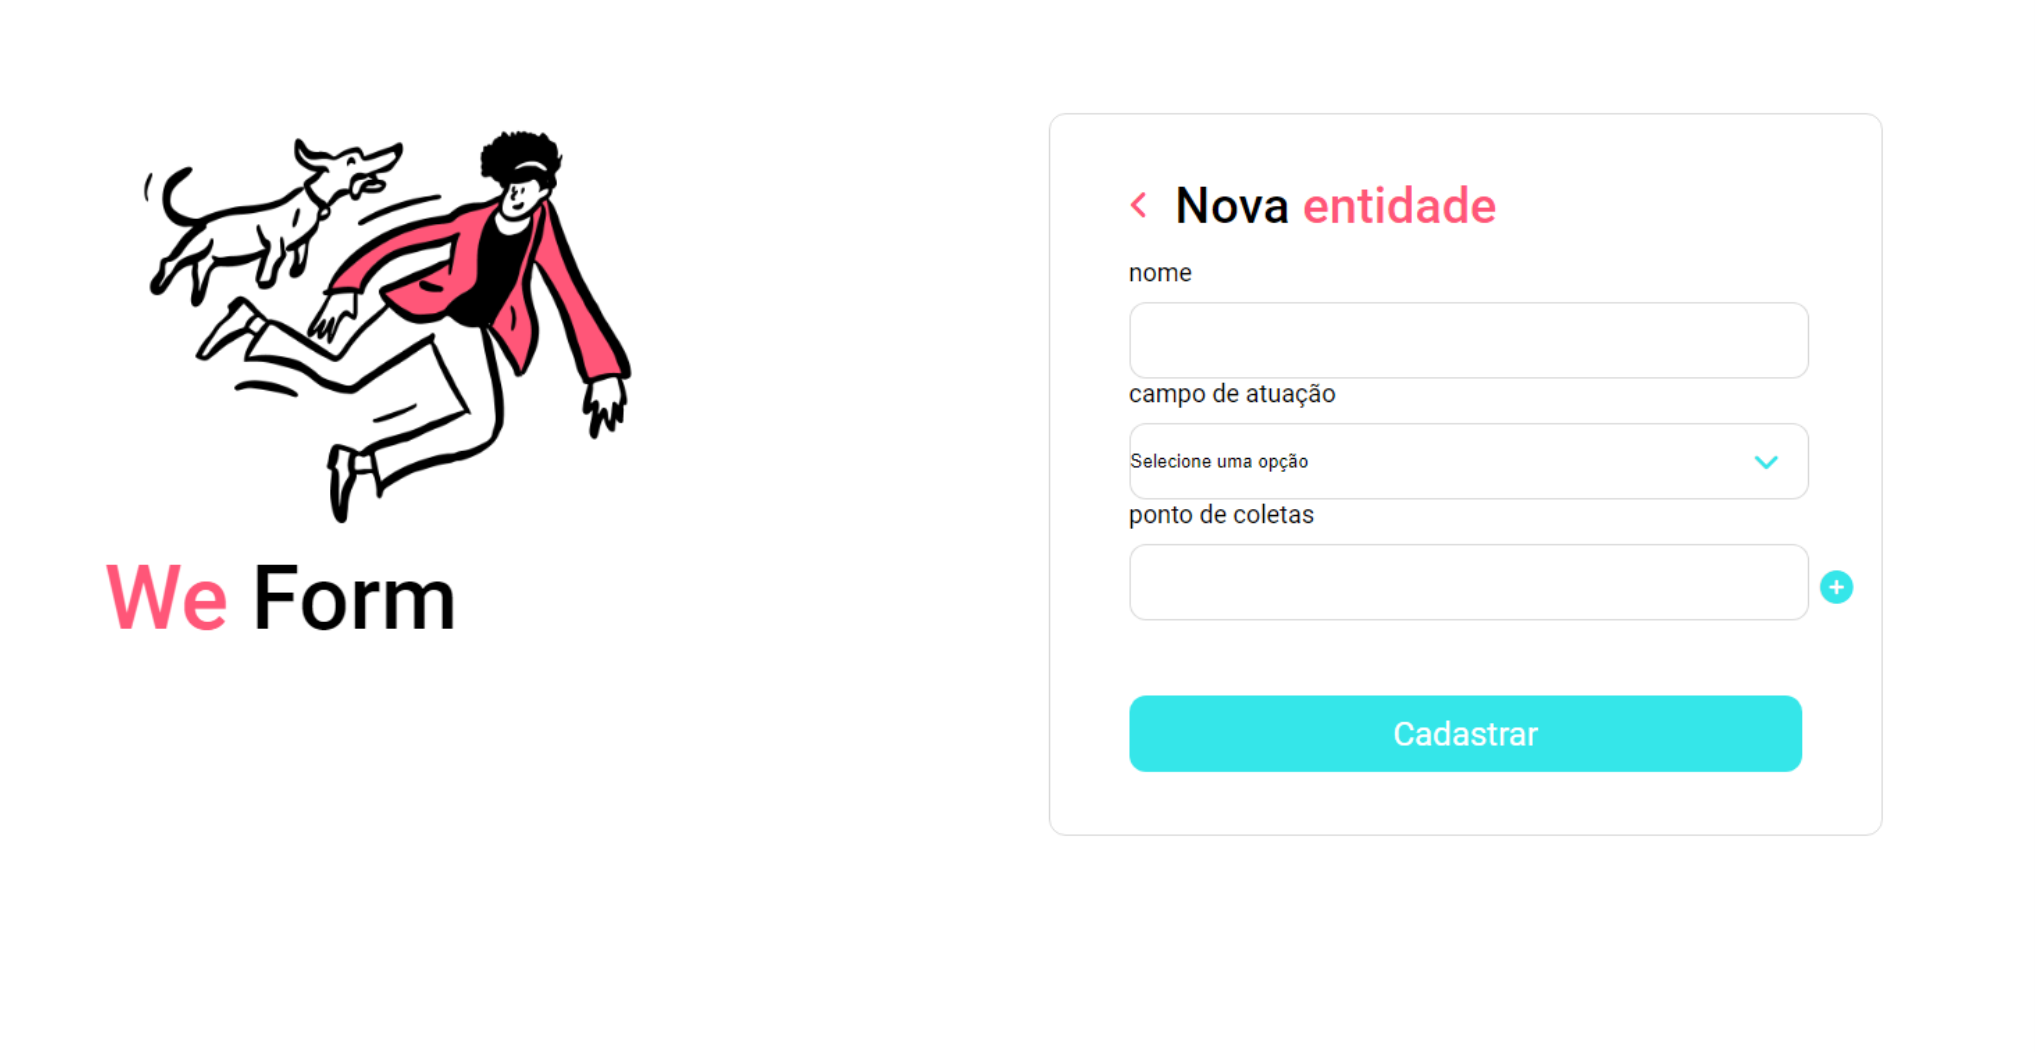 We Form
Nova entidade
nome
campo de atuação
Selecione uma opção
ponto de coletas
Cadastrar